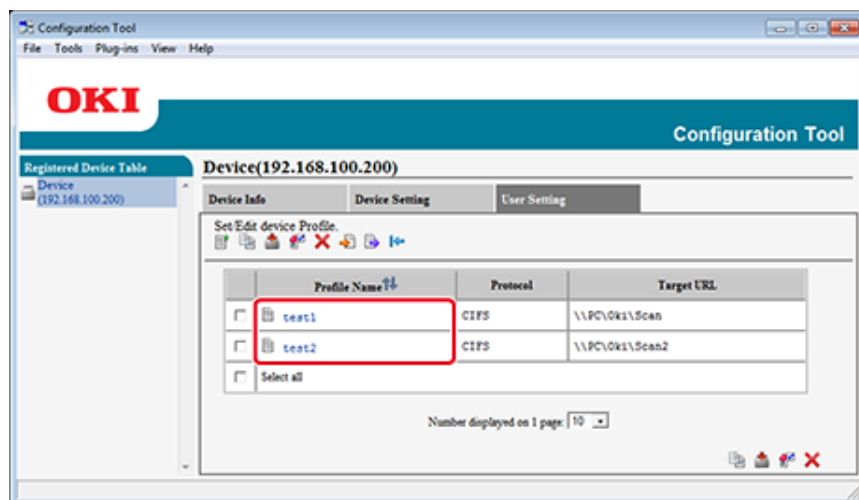 Configuration Tool
File Tools Plug-ins View Help
OKI
Configuration Tool
Registered Device Table
Device
(192.168.100.200)
Device(192.168.100.200)
Device Info Device Setting User Setting
Set/Edit device Profile.
Profile Name Protocol Target URL
test1 CIFS \\PC\Oki\Scan
test2 CIFS \\PC\Oki\Scan2
Select all
Number displayed on 1 page: 10